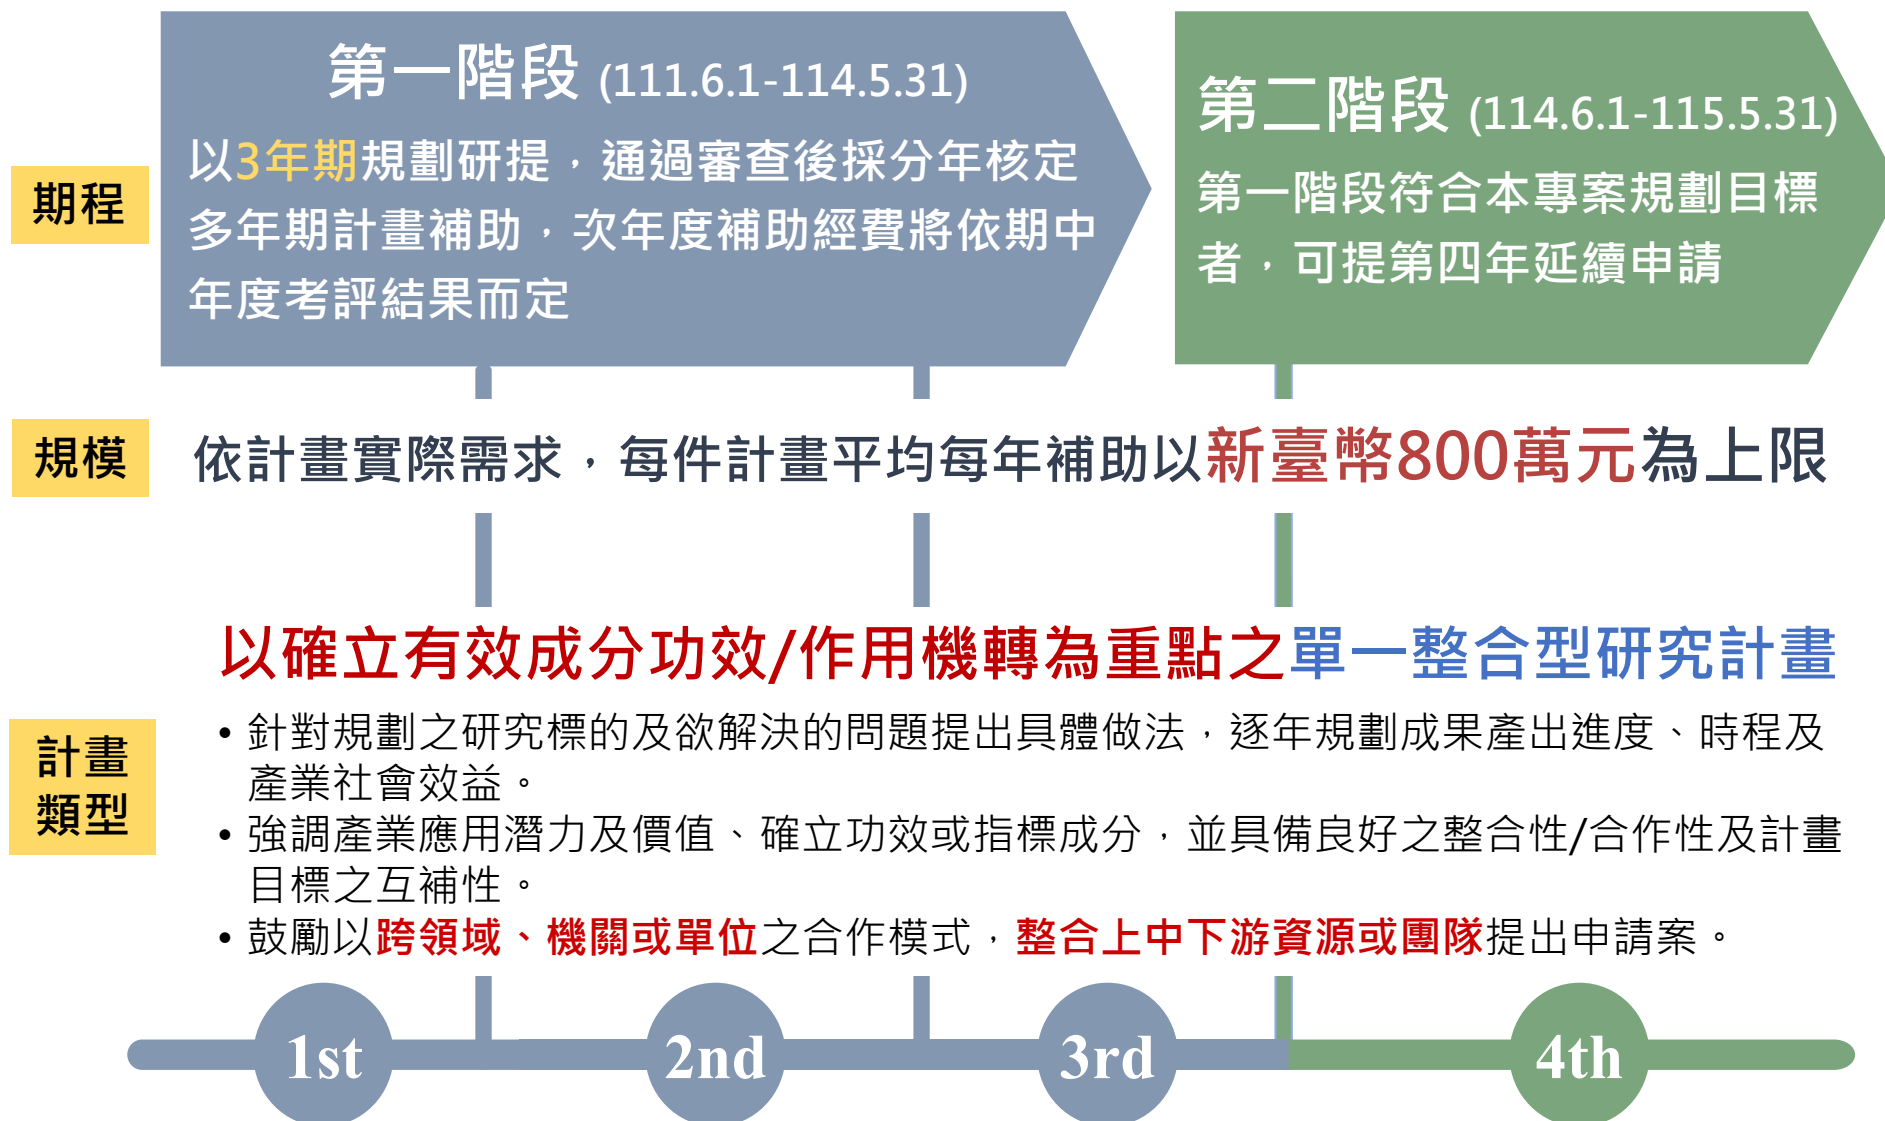 第一階段 (111.6.1-114.5.31)
以3年期規劃研提，通過審查後採分年核定
多年期計畫補助，次年度補助經費將依期中
年度考評結果而定
第二階段 (114.6.1-115.5.31)
第一階段符合本專案規劃目標
者，可提第四年延續申請
期程
規模
依計畫實際需求，每件計畫平均每年補助以新臺幣800萬元為上限
以確立有效成分功效/作用機轉為重點之單一整合型研究計畫
計畫
類型
• 針對規劃之研究標的及欲解決的問題提出具體做法，逐年規劃成果產出進度、時程及
產業社會效益。
• 強調產業應用潛力及價值、確立功效或指標成分，並具備良好之整合性/合作性及計畫
目標之互補性。
• 鼓勵以跨領域、機關或單位之合作模式，整合上中下游資源或團隊提出申請案。
1st
2nd
3rd
4th